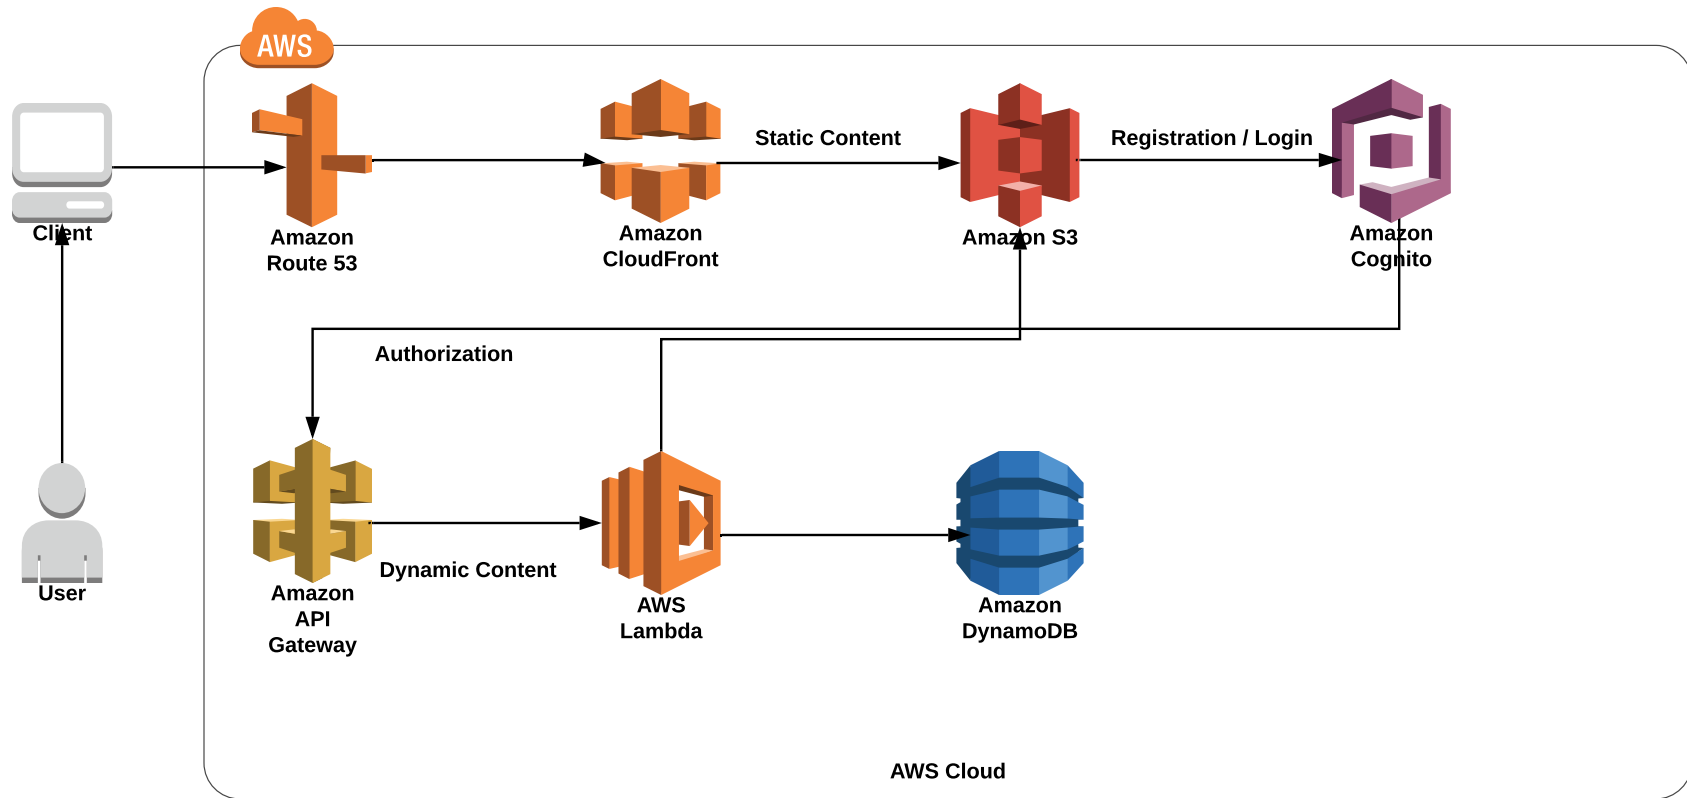 AWS
Static Content
Registration / Login
Client
Amazon
Route 53
Amazon
CloudFront
Amazon S3
Amazon
Cognito
Authorization
Dynamic Content
User
Amazon
API
Gateway
AWS
Lambda
Amazon
DynamoDB
AWS Cloud